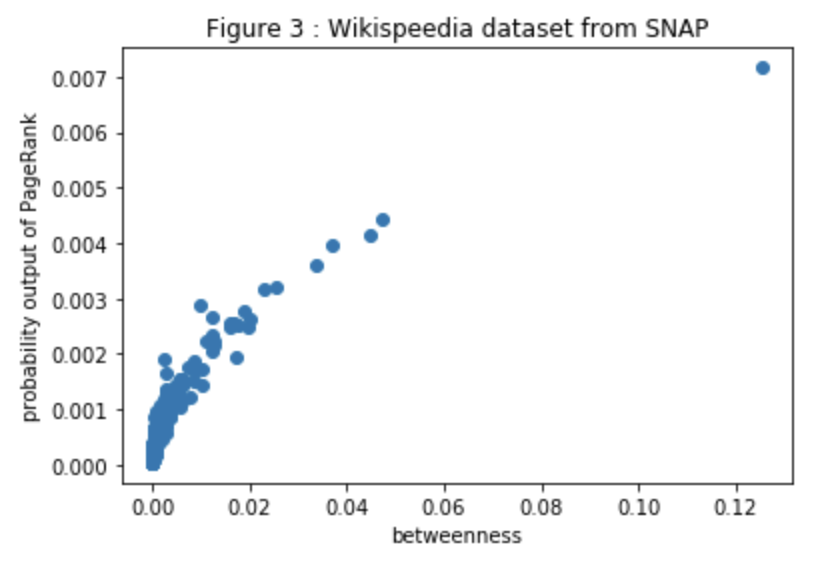 Figure 3 : Wikispeedia dataset from SNAP
probability output of PageRank
0.007
0.006
0.005
0.004
0.003
0.002
0.001
0.000
0.00 0.02 0.04 0.06 0.08 0.10 0.12
betweenness